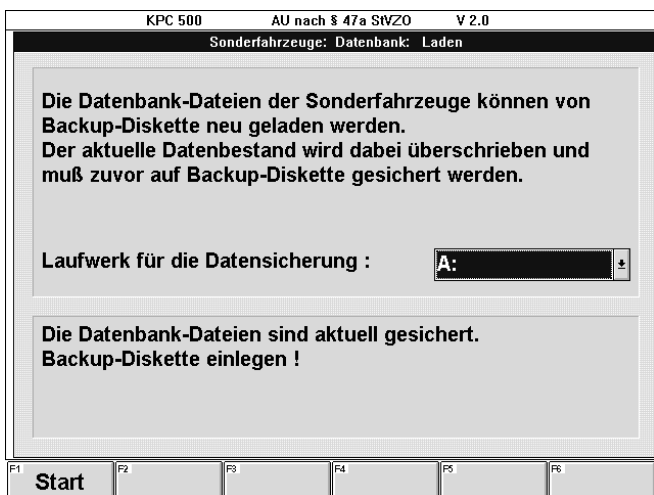 KPC 500 AU nach § 47a StVZO V 2.0
Sonderfahrzeuge: Datenbank: Laden
Die Datenbank-Dateien der Sonderfahrzeuge können von
Backup-Diskette neu geladen werden.
Der aktuelle Datenbestand wird dabei überschrieben und
muß zuvor auf Backup-Diskette gesichert werden.
Laufwerk für die Datensicherung : A:
Die Datenbank-Dateien sind aktuell gesichert.
Backup-Diskette einlegen !
F1 Start F2 F3 F4 F5 F6